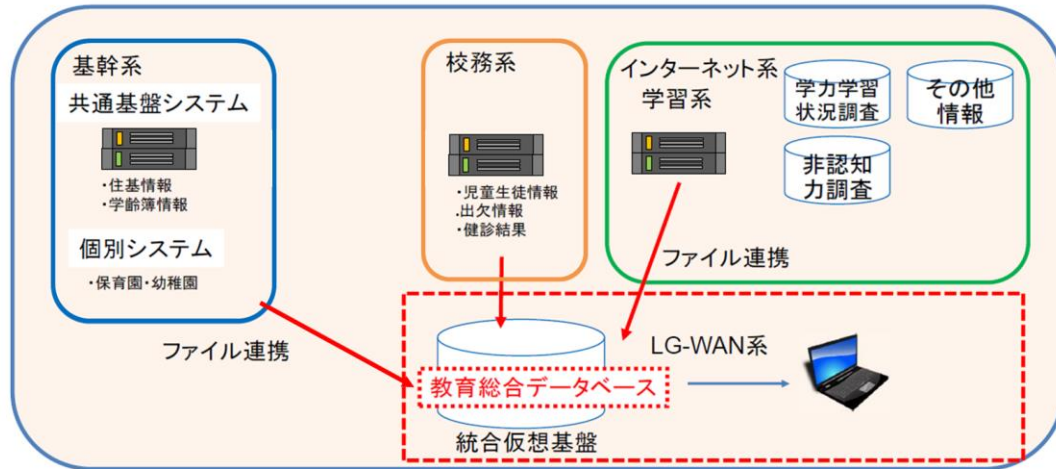 基幹系
共通基盤システム
・住基情報
・学齢簿情報
個別システム
・保育園・幼稚園
ファイル連携
校務系
・児童生徒情報
.出欠情報
・健診結果
インターネット系
学習系
学力学習
状況調査
その他
情報
非認知
力調査
ファイル連携
LG-WAN系
教育総合データベース
統合仮想基盤